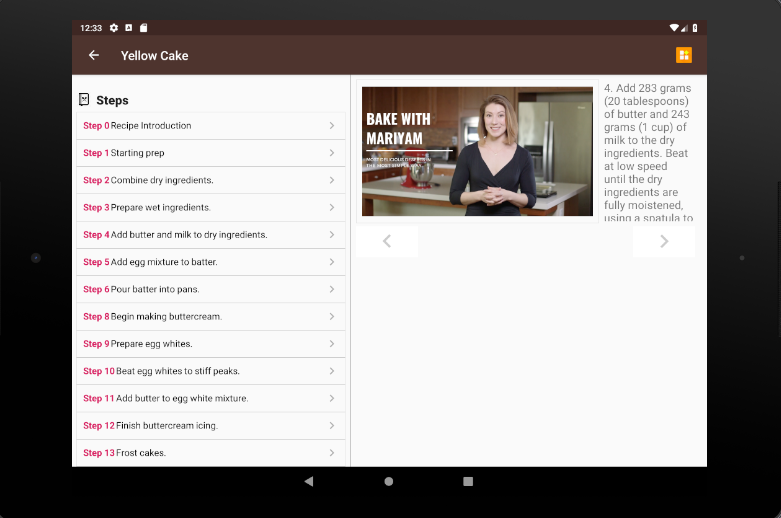 12:33
Yellow Cake
Steps
Step 0 Recipe Introduction
Step 1 Starting prep
Step 2 Combine dry ingredients.
Step 3 Prepare wet ingredients.
Step 4 Add butter and milk to dry ingredients.
Step 5 Add egg mixture to batter.
Step 6 Pour batter into pans.
Step 8 Begin making buttercream.
Step 9 Prepare egg whites.
Step 10 Beat egg whites to stiff peaks.
Step 11 Add butter to egg white mixture.
Step 12 Finish buttercream icing.
Step 13 Frost cakes.
BAKE WITH
MARIYAM
4. Add 283 grams
(20 tablespoons)
of butter and 243
grams (1 cup) of
milk to the dry
ingredients. Beat
at low speed
until the dry
ingredients are
fully moistened,
using a spatula to